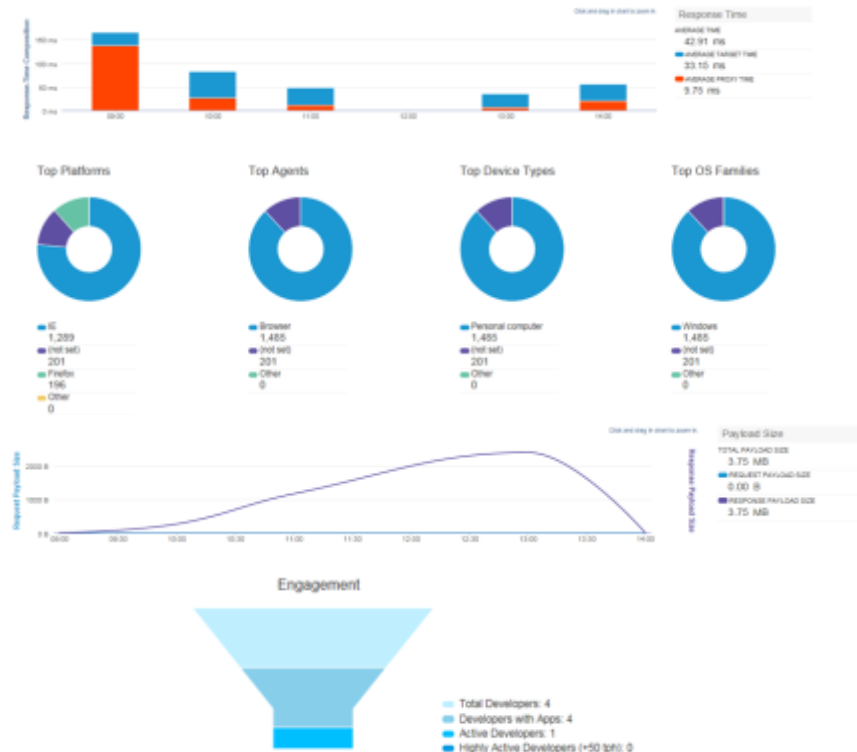 Click and drag in chart to zoom in
Response Time
Response Time Composition
150 ms
100 ms
50 ms
0 ms
09:00
10:00
11:00
12:00
13:00
14:00
AVERAGE TIME
42.91 ms
AVERAGE TARGET TIME
33.15 ms
AVERAGE PROXY TIME
9.75 ms
Top Platforms
Top Agents
Top Device Types
Top OS Families
IE
1,289
(not set)
201
Firefox
196
Other
0
Browser
1,485
(not set)
201
Other
0
Personal computer
1,485
(not set)
201
Other
0
Windows
1,485
(not set)
201
Other
0
Click and drag in chart to zoom in
Payload Size
Request Payload Size
2000 B
1000 B
0 B
09:00
09:30
10:00
10:30
11:00
11:30
12:00
12:30
13:00
13:30
14:00
Response Payload Size
TOTAL PAYLOAD SIZE
3.75 MB
REQUEST PAYLOAD SIZE
0.00 B
RESPONSE PAYLOAD SIZE
3.75 MB
Engagement
Total Developers: 4
Developers with Apps: 4
Active Developers: 1
Highly Active Developers (+50 tph): 0